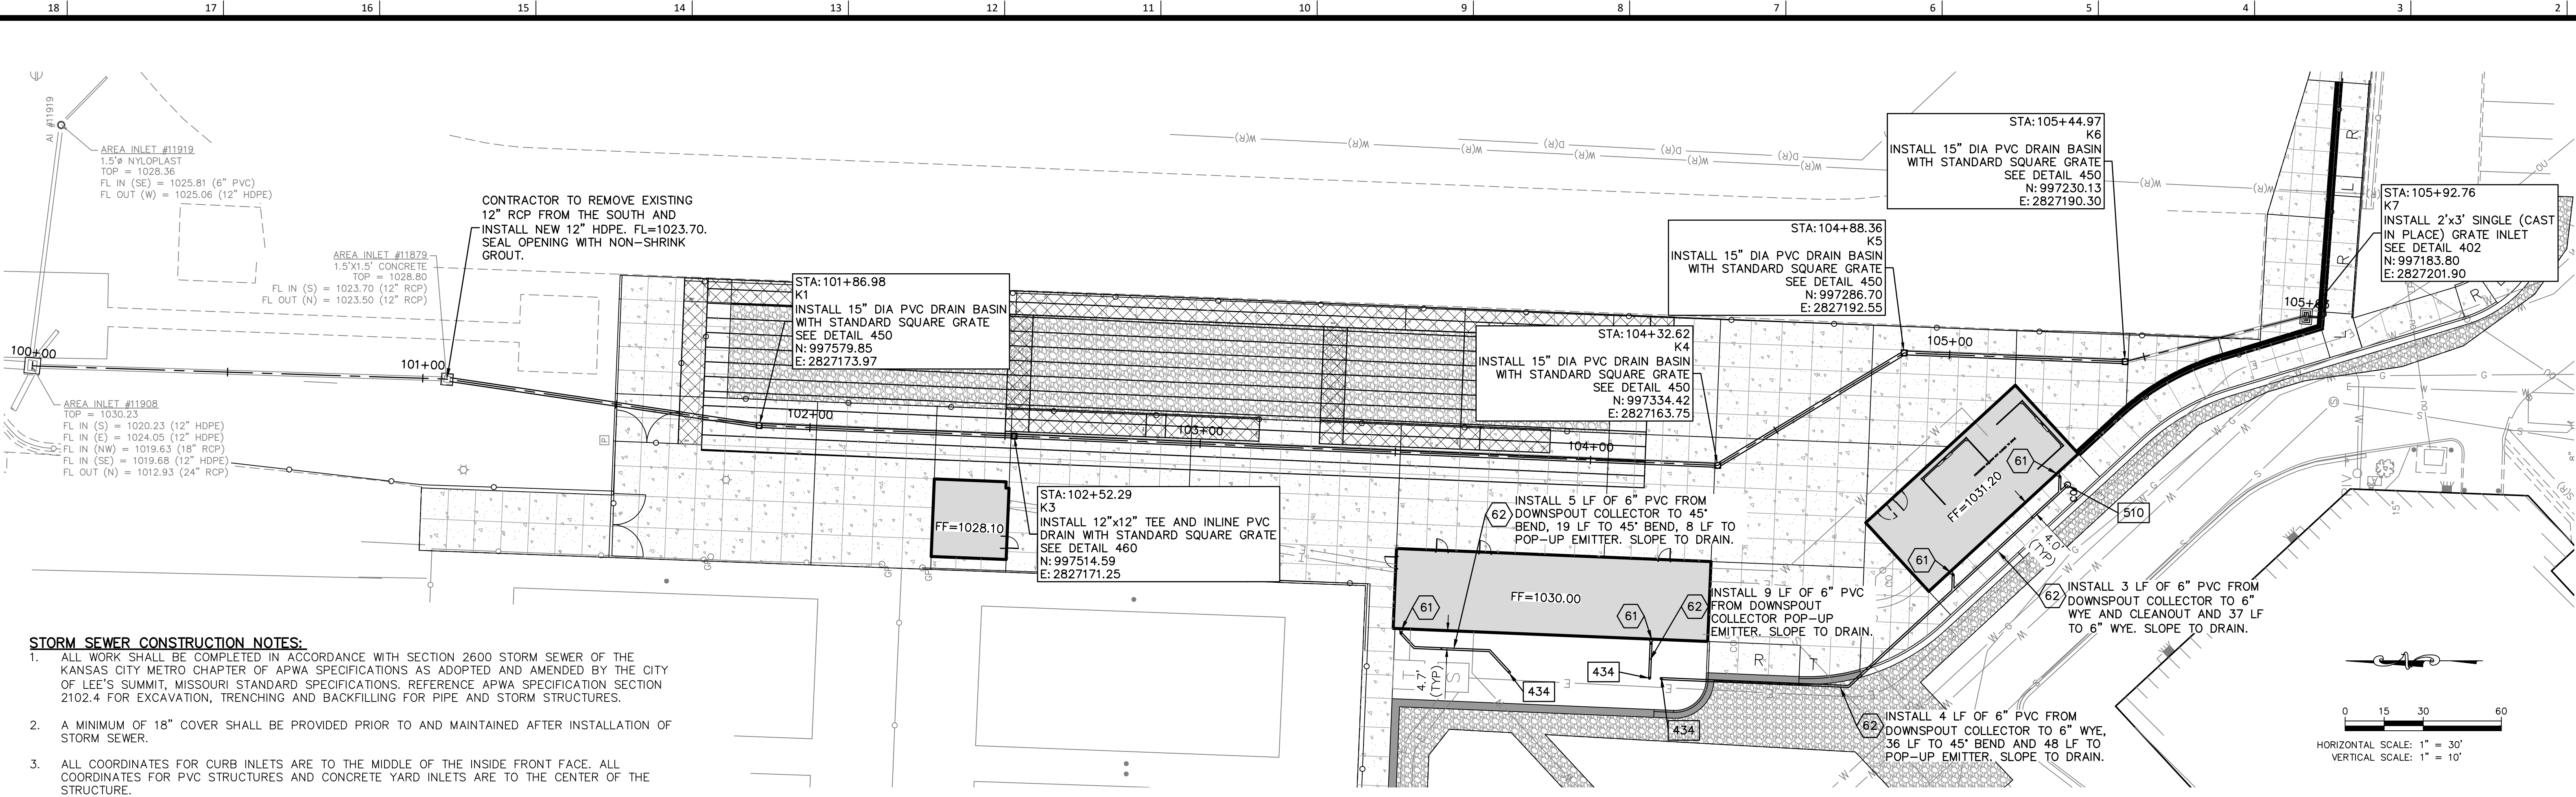 18
17
16
15
14
13
12
11
10
9
8
7
6
5
4
3
2
AI #11919
AREA INLET #11919
1.5'ø NYLOPLAST
TOP = 1028.36
FL IN (SE) = 1025.81 (6" PVC)
FL OUT (W) = 1025.06 (12" HDPE)
AREA INLET #11879
1.5'X1.5' CONCRETE
TOP = 1028.80
FL IN (S) = 1023.70 (12" RCP)
FL OUT (N) = 1023.50 (12" RCP)
CONTRACTOR TO REMOVE EXISTING
12" RCP FROM THE SOUTH AND
INSTALL NEW 12" HDPE. FL=1023.70.
SEAL OPENING WITH NON-SHRINK
GROUT.
100+00
101+00
AREA INLET #11908
TOP = 1030.23
FL IN (S) = 1020.23 (12" HDPE)
FL IN (E) = 1024.05 (12" HDPE)
FL IN (NW) = 1019.63 (18" RCP)
FL IN (SE) = 1019.68 (12" HDPE)
FL OUT (N) = 1012.93 (24" RCP)
STA: 101+86.98
K1
INSTALL 15" DIA PVC DRAIN BASIN
WITH STANDARD SQUARE GRATE
SEE DETAIL 450
N: 997579.85
E: 2827173.97
102+00
103+00
104+00
105+00
STA: 102+52.29
K3
INSTALL 12"x12" TEE AND INLINE PVC
DRAIN WITH STANDARD SQUARE GRATE
SEE DETAIL 460
N: 997514.59
E: 2827171.25
STA: 104+32.62
K4
INSTALL 15" DIA PVC DRAIN BASIN
WITH STANDARD SQUARE GRATE
SEE DETAIL 450
N: 997334.42
E: 2827163.75
STA: 104+88.36
K5
INSTALL 15" DIA PVC DRAIN BASIN
WITH STANDARD SQUARE GRATE
SEE DETAIL 450
N: 997286.70
E: 2827192.55
STA: 105+44.97
K6
INSTALL 15" DIA PVC DRAIN BASIN
WITH STANDARD SQUARE GRATE
SEE DETAIL 450
N: 997230.13
E: 2827190.30
STA: 105+92.76
K7
INSTALL 2'x3' SINGLE (CAST
IN PLACE) GRATE INLET
SEE DETAIL 402
N: 997183.80
E: 2827201.90
FF=1028.10
FF=1030.00
FF=1031.20
62
INSTALL 5 LF OF 6" PVC FROM
DOWNSPOUT COLLECTOR TO 45°
BEND, 19 LF TO 45° BEND, 8 LF TO
POP-UP EMITTER. SLOPE TO DRAIN.
61
61
62
INSTALL 9 LF OF 6" PVC
FROM DOWNSPOUT
COLLECTOR POP-UP
EMITTER. SLOPE TO DRAIN.
61
61
510
4.0'
(TYP)
62
INSTALL 3 LF OF 6" PVC FROM
DOWNSPOUT COLLECTOR TO 6"
WYE AND CLEANOUT AND 37 LF
TO 6" WYE. SLOPE TO DRAIN.
4.7'
(TYP)
434
434
434
62
INSTALL 4 LF OF 6" PVC FROM
DOWNSPOUT COLLECTOR TO 6" WYE,
36 LF TO 45° BEND AND 48 LF TO
POP-UP EMITTER. SLOPE TO DRAIN.
STORM SEWER CONSTRUCTION NOTES:
1. ALL WORK SHALL BE COMPLETED IN ACCORDANCE WITH SECTION 2600 STORM SEWER OF THE
KANSAS CITY METRO CHAPTER OF APWA SPECIFICATIONS AS ADOPTED AND AMENDED BY THE CITY
OF LEE'S SUMMIT, MISSOURI STANDARD SPECIFICATIONS. REFERENCE APWA SPECIFICATION SECTION
2102.4 FOR EXCAVATION, TRENCHING AND BACKFILLING FOR PIPE AND STORM STRUCTURES.
2. A MINIMUM OF 18" COVER SHALL BE PROVIDED PRIOR TO AND MAINTAINED AFTER INSTALLATION OF
STORM SEWER.
3. ALL COORDINATES FOR CURB INLETS ARE TO THE MIDDLE OF THE INSIDE FRONT FACE. ALL
COORDINATES FOR PVC STRUCTURES AND CONCRETE YARD INLETS ARE TO THE CENTER OF THE
STRUCTURE.
0 15 30 60
HORIZONTAL SCALE: 1" = 30'
VERTICAL SCALE: 1" = 10'